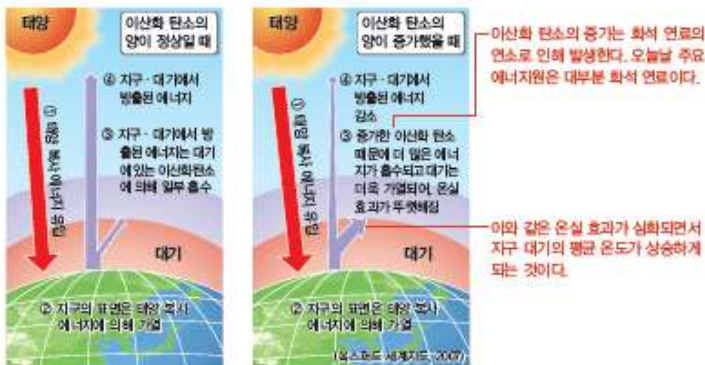 태양
이산화 탄소의
양이 정상일 때
④ 지구·대기에서
방출된 에너지
① 태양 복사 에너지 유입
③ 지구·대기에서 방
출된 에너지는 대기
에 있는 이산화탄소
에 의해 일부 흡수
대기
② 지구의 표면은 태양 복사
에너지에 의해 가열
태양
이산화 탄소의
양이 증가했을 때
④ 지구·대기에서
방출된 에너지
감소
① 태양 복사 에너지 유입
③ 증가한 이산화 탄소
때문에 더 많은 에너
지가 흡수되고 대기는
더욱 가열되어, 온실
효과가 뚜렷해짐
대기
② 지구의 표면은 태양 복사
에너지에 의해 가열
(옥스퍼드 세계지도, 2007)
이산화 탄소의 증가는 화석 연료의
연소로 인해 발생한다. 오늘날 주요
에너지원은 대부분 화석 연료이다.
이와 같은 온실 효과가 심화되면서
지구 대기의 평균 온도가 상승하게
되는 것이다.